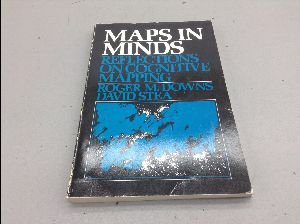 MAPS IN
MINDS
REFLECTIONS
ON COGNITIVE
MAPPING
ROGER M. DOWNS
DAVID STEA